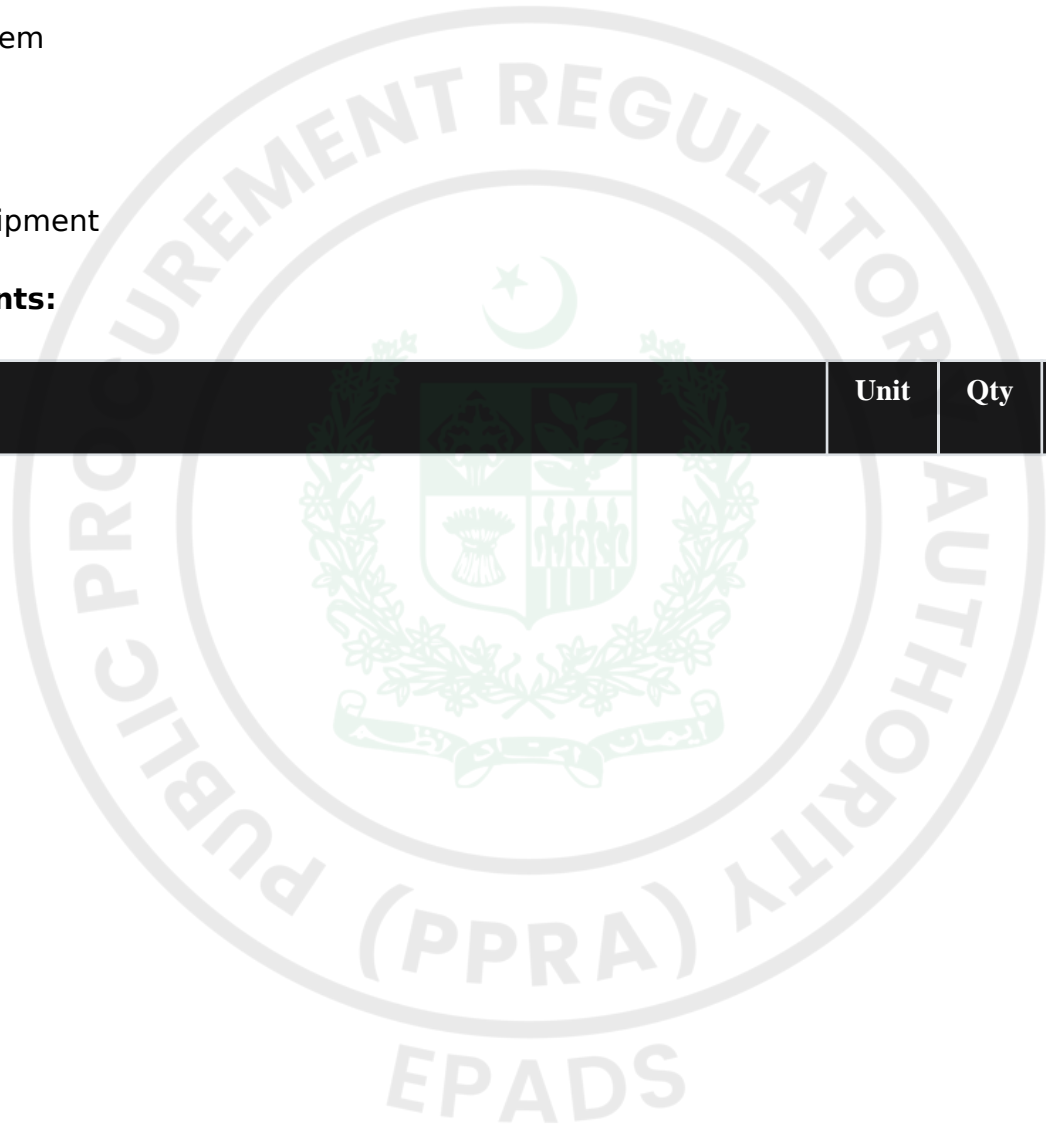 em
ipment
nts:
Unit Qty
PUBLIC PROCUREMENT REGULATORY AUTHORITY
(PPRA)
EPADS